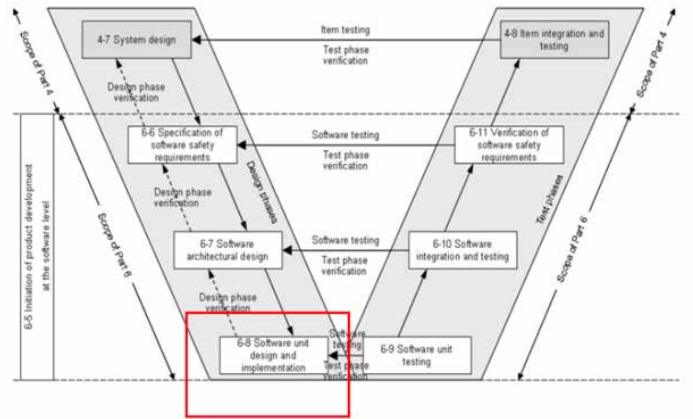 Scope of Part 4
4-7 System design
Item testing
Test phase
verification
4-8 Item integration and
testing
Scope of Part 4
Design phase
verification
6-6 Specification of
software safety
requirements
Software testing
Test phase
verification
6-11 Verification of
software safety
requirements
6-5 Initiation of product development
at the software level
Scope of Part 6
Design phase
verification
Design phases
Test phases
Scope of Part 6
6-7 Software
architectural design
Software testing
Test phase
verification
6-10 Software
integration and testing
Design phase
verification
6-8 Software unit
design and
implementation
Software
testing
Test phase
verification
6-9 Software unit
testing